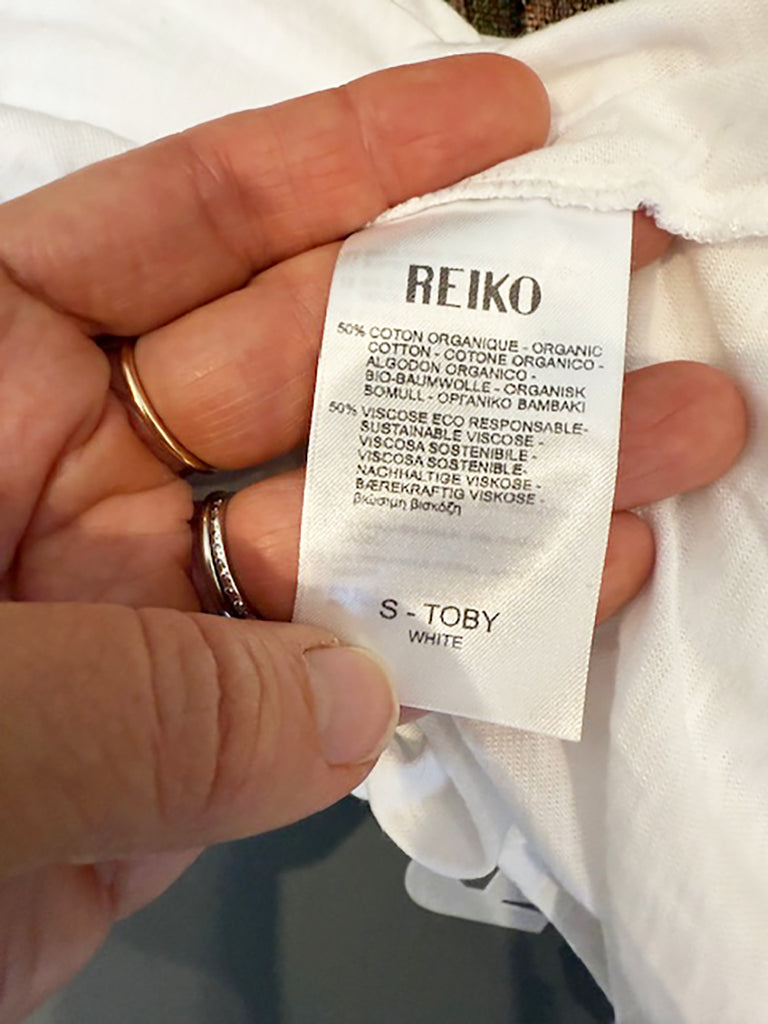 REIKO
50% COTON ORGANIQUE - ORGANIC
COTTON - COTONE ORGANICO -
ALGODON ORGANICO -
BIO-BAUMWOLLE - ORGANISK
BOMULL - ΟΡΓΑΝΙΚΟ ΒΑΜΒΑΚΙ
50% VISCOSE ECO RESPONSABLE-
SUSTAINABLE VISCOSE -
VISCOSA SOSTENIBILE -
VISCOSA SOSTENIBLE-
NACHHALTIGE VISKOSE -
BÆREKRAFTIG VISKOSE -
βιώσιμη βισκόζη
S - TOBY
WHITE